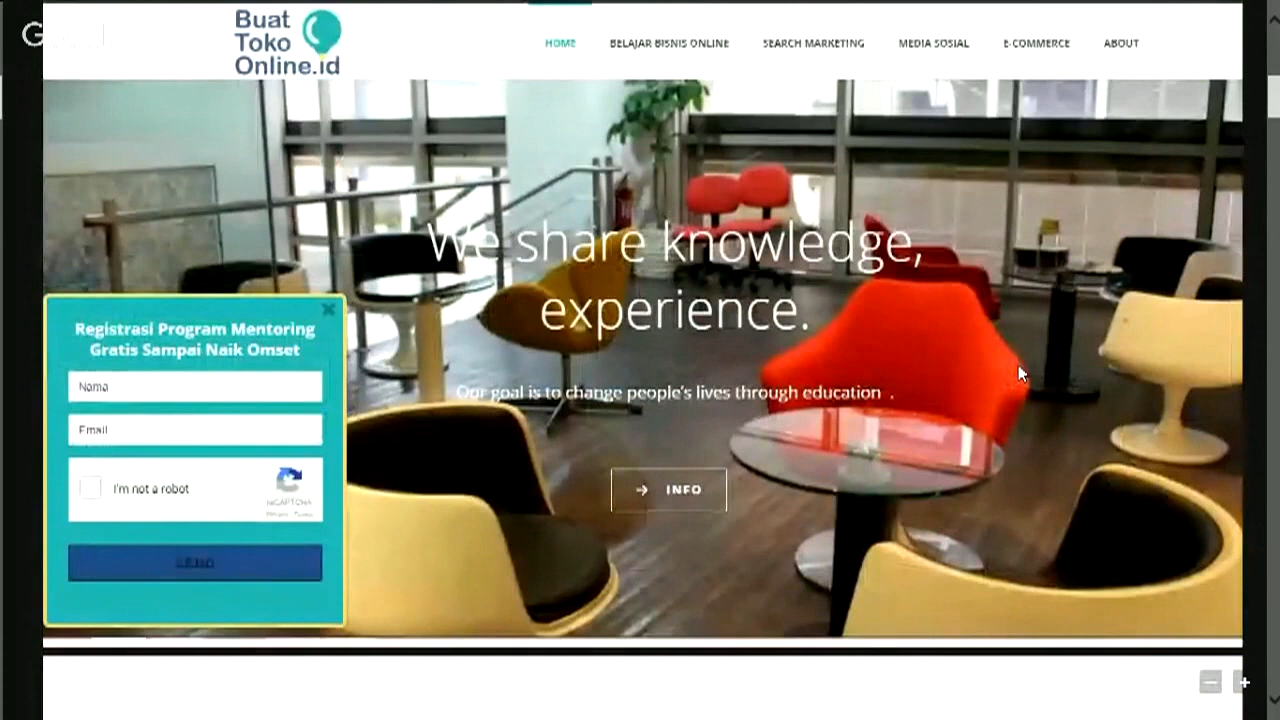 Buat
Toko
Online.id
HOME BELAJAR BISNIS ONLINE SEARCH MARKETING MEDIA SOSIAL E-COMMERCE ABOUT
We share knowledge,
experience.
Our goal is to change people's lives through education .
INFO
Registrasi Program Mentoring
Gratis Sampai Naik Omset
Nama
Email
I'm not a robot
reCAPTCHA
SEND